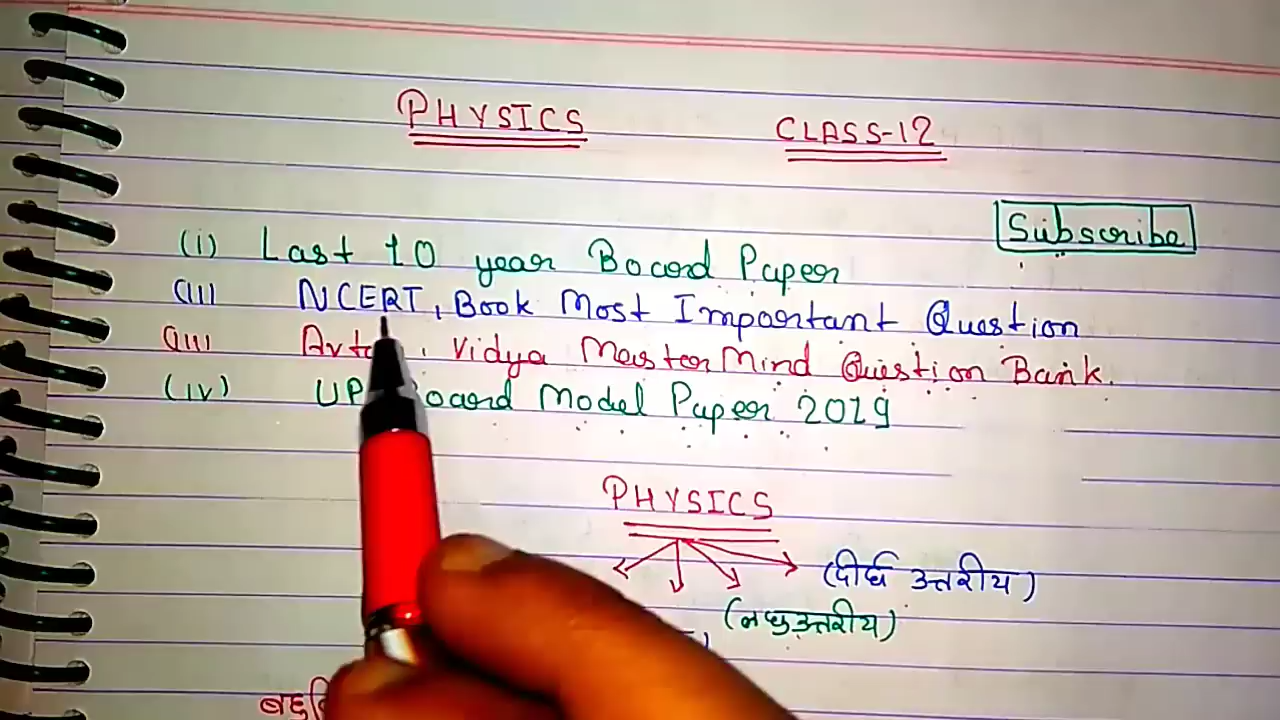 PHYSICS CLASS-12
Subscribe
(i) Last 10 year Board Paper
(ii) NCERT, Book Most Important Question
(iii) Vidya Master Mind Question Bank.
(iv) UP Board Model Paper 2019
PHYSICS
(दीर्घ उत्तरीय)
(लघुउत्तरीय)